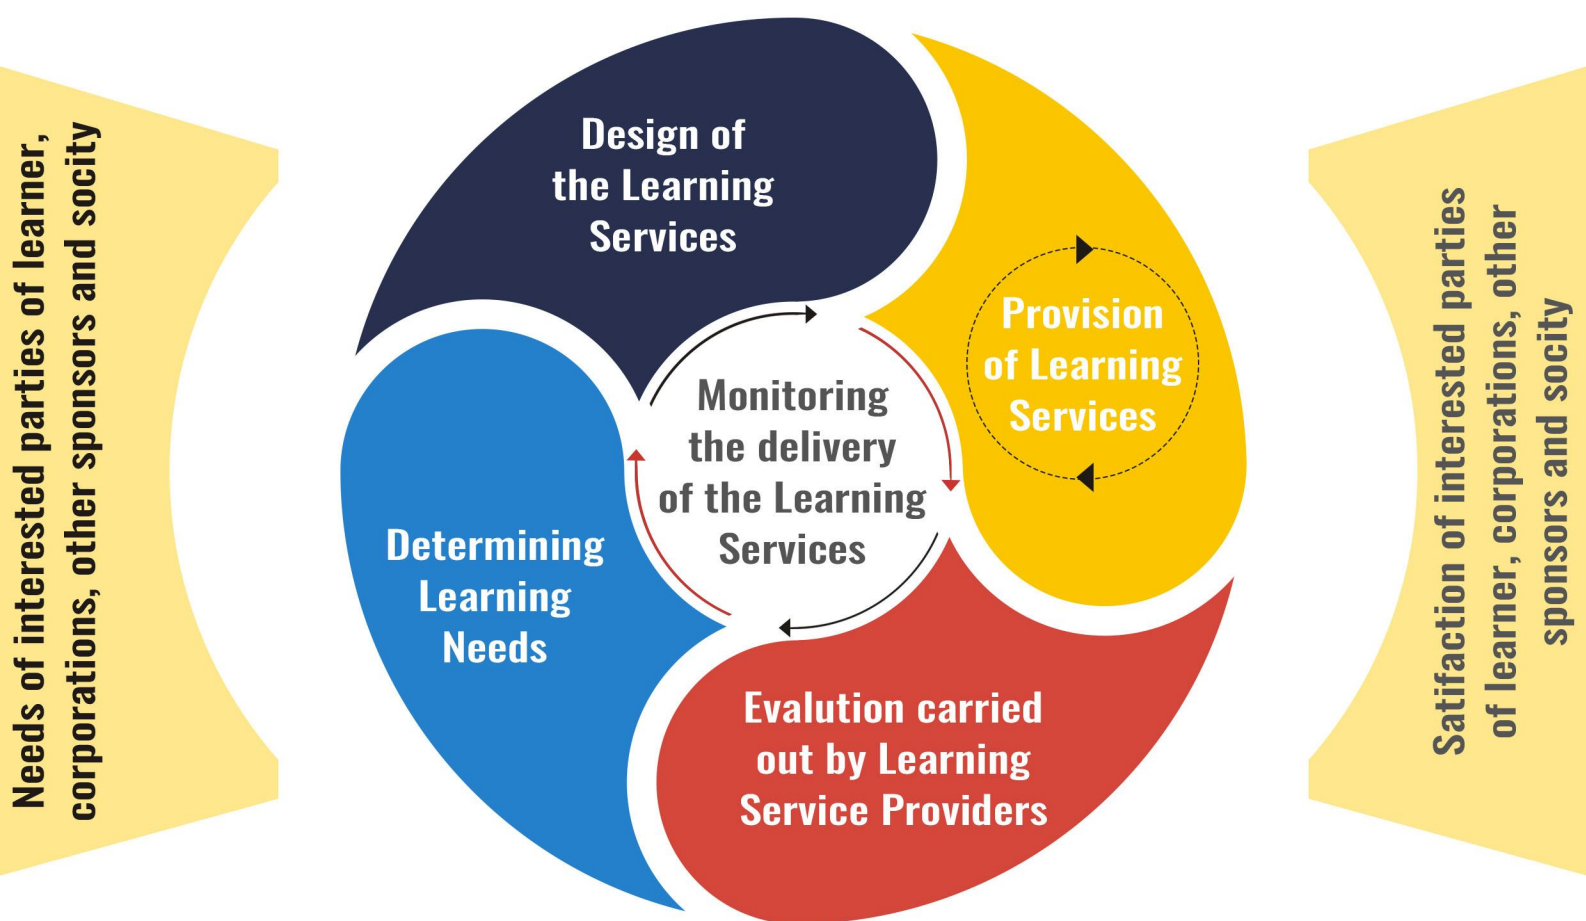 Needs of interested parties of learner,
corporations, other sponsors and socity
Design of
the Learning
Services
Provision
of Learning
Services
Monitoring
the delivery
of the Learning
Services
Determining
Learning
Needs
Evalution carried
out by Learning
Service Providers
Satifaction of interested parties
of learner, corporations, other
sponsors and socity